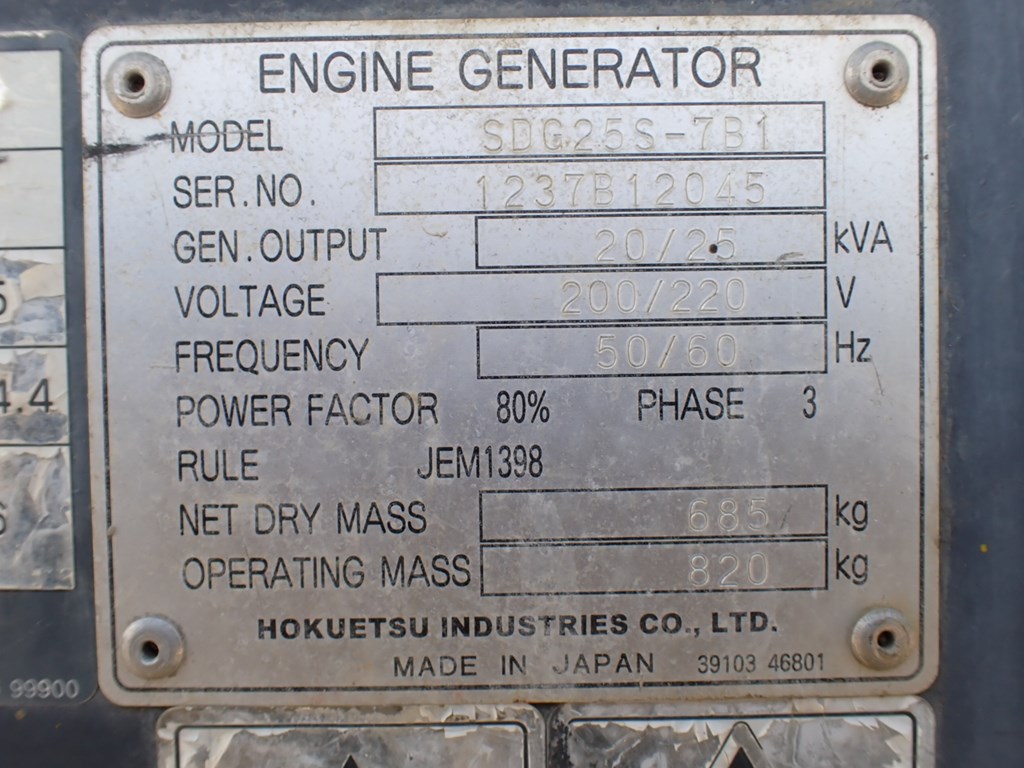 ENGINE GENERATOR
MODEL SDG25S-7B1
SER.NO. 1237B12045
GEN.OUTPUT 20/25 kVA
VOLTAGE 200/220 V
FREQUENCY 50/60 Hz
POWER FACTOR 80% PHASE 3
RULE JEM1398
NET DRY MASS 685 kg
OPERATING MASS 820 kg
HOKUETSU INDUSTRIES CO., LTD.
MADE IN JAPAN 39103 46801
4.4
99900